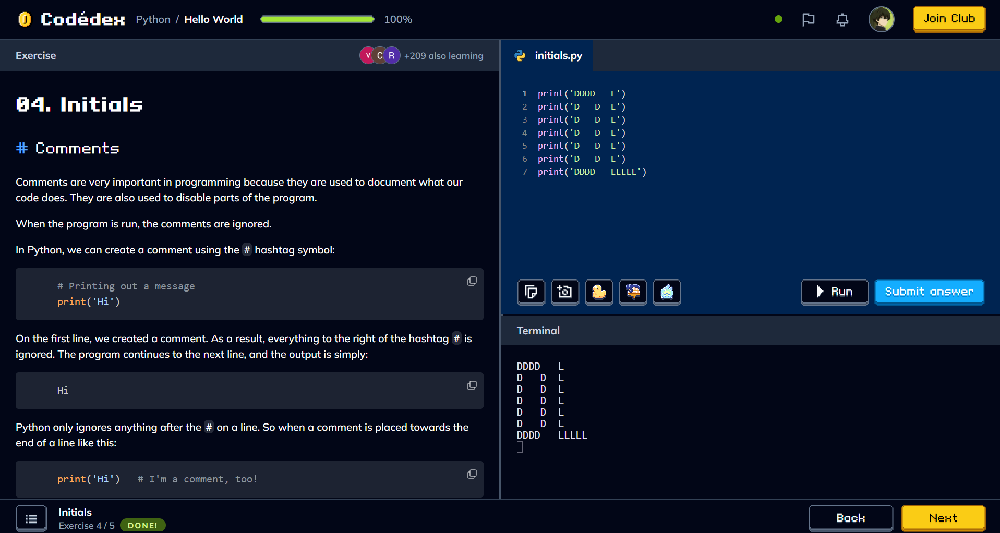 Codédex Python / Hello World 100% Join Club
Exercise V C R +209 also learning
04. Initials
# Comments
Comments are very important in programming because they are used to document what our
code does. They are also used to disable parts of the program.
When the program is run, the comments are ignored.
In Python, we can create a comment using the # hashtag symbol:
# Printing out a message
print('Hi')
On the first line, we created a comment. As a result, everything to the right of the hashtag # is
ignored. The program continues to the next line, and the output is simply:
Hi
Python only ignores anything after the # on a line. So when a comment is placed towards the
end of a line like this:
print('Hi')   # I'm a comment, too!
initials.py
1 print('DDDD   L')
2 print('D   D  L')
3 print('D   D  L')
4 print('D   D  L')
5 print('D   D  L')
6 print('D   D  L')
7 print('DDDD   LLLLL')
Run Submit answer
Terminal
DDDD   L
D   D  L
D   D  L
D   D  L
D   D  L
D   D  L
DDDD   LLLLL
Initials
Exercise 4 / 5 DONE!
Back Next